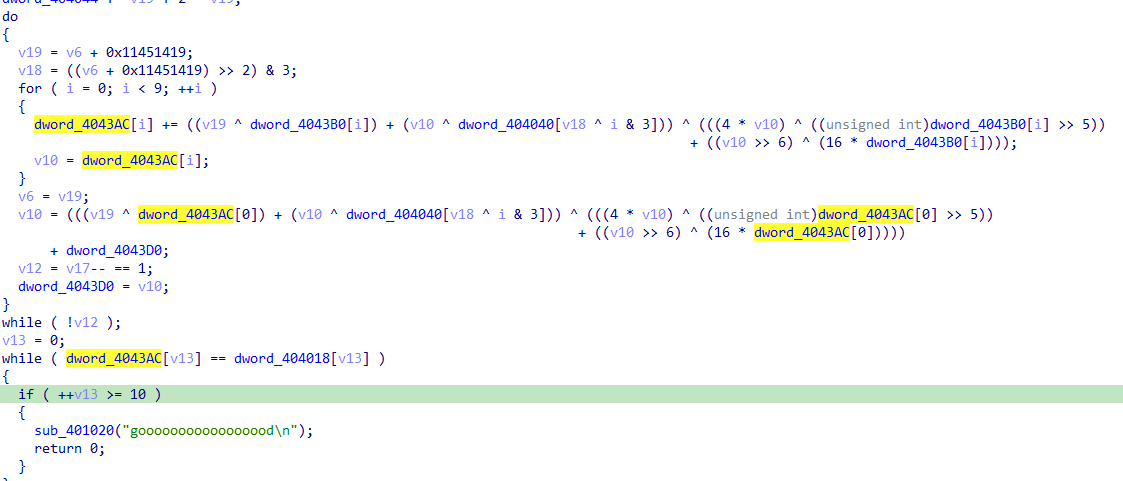 do
{
v19 = v6 + 0x11451419;
v18 = ((v6 + 0x11451419) >> 2) & 3;
for ( i = 0; i < 9; ++i )
{
dword_4043AC[i] += ((v19 ^ dword_4043B0[i]) + (v10 ^ dword_404040[v18 ^ i & 3])) ^ (((4 * v10) ^ ((unsigned int)dword_4043B0[i] >> 5))
+ ((v10 >> 6) ^ (16 * dword_4043B0[i])));
v10 = dword_4043AC[i];
}
v6 = v19;
v10 = (((v19 ^ dword_4043AC[0]) + (v10 ^ dword_404040[v18 ^ i & 3])) ^ (((4 * v10) ^ ((unsigned int)dword_4043AC[0] >> 5))
+ ((v10 >> 6) ^ (16 * dword_4043AC[0]))))
+ dword_4043D0;
v12 = v17-- == 1;
dword_4043D0 = v10;
}
while ( !v12 );
v13 = 0;
while ( dword_4043AC[v13] == dword_404018[v13] )
{
if ( ++v13 >= 10 )
{
sub_401020("gooooooooooooooood\n");
return 0;
}